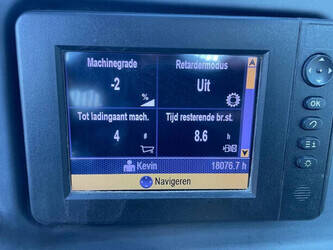 Machinegrade
Retardermodus
-2
%
Uit
Tot ladingaant mach.
Tijd resterende br.st.
4
#
8.6
h
Kevin
18076.7 h
Navigeren
OK